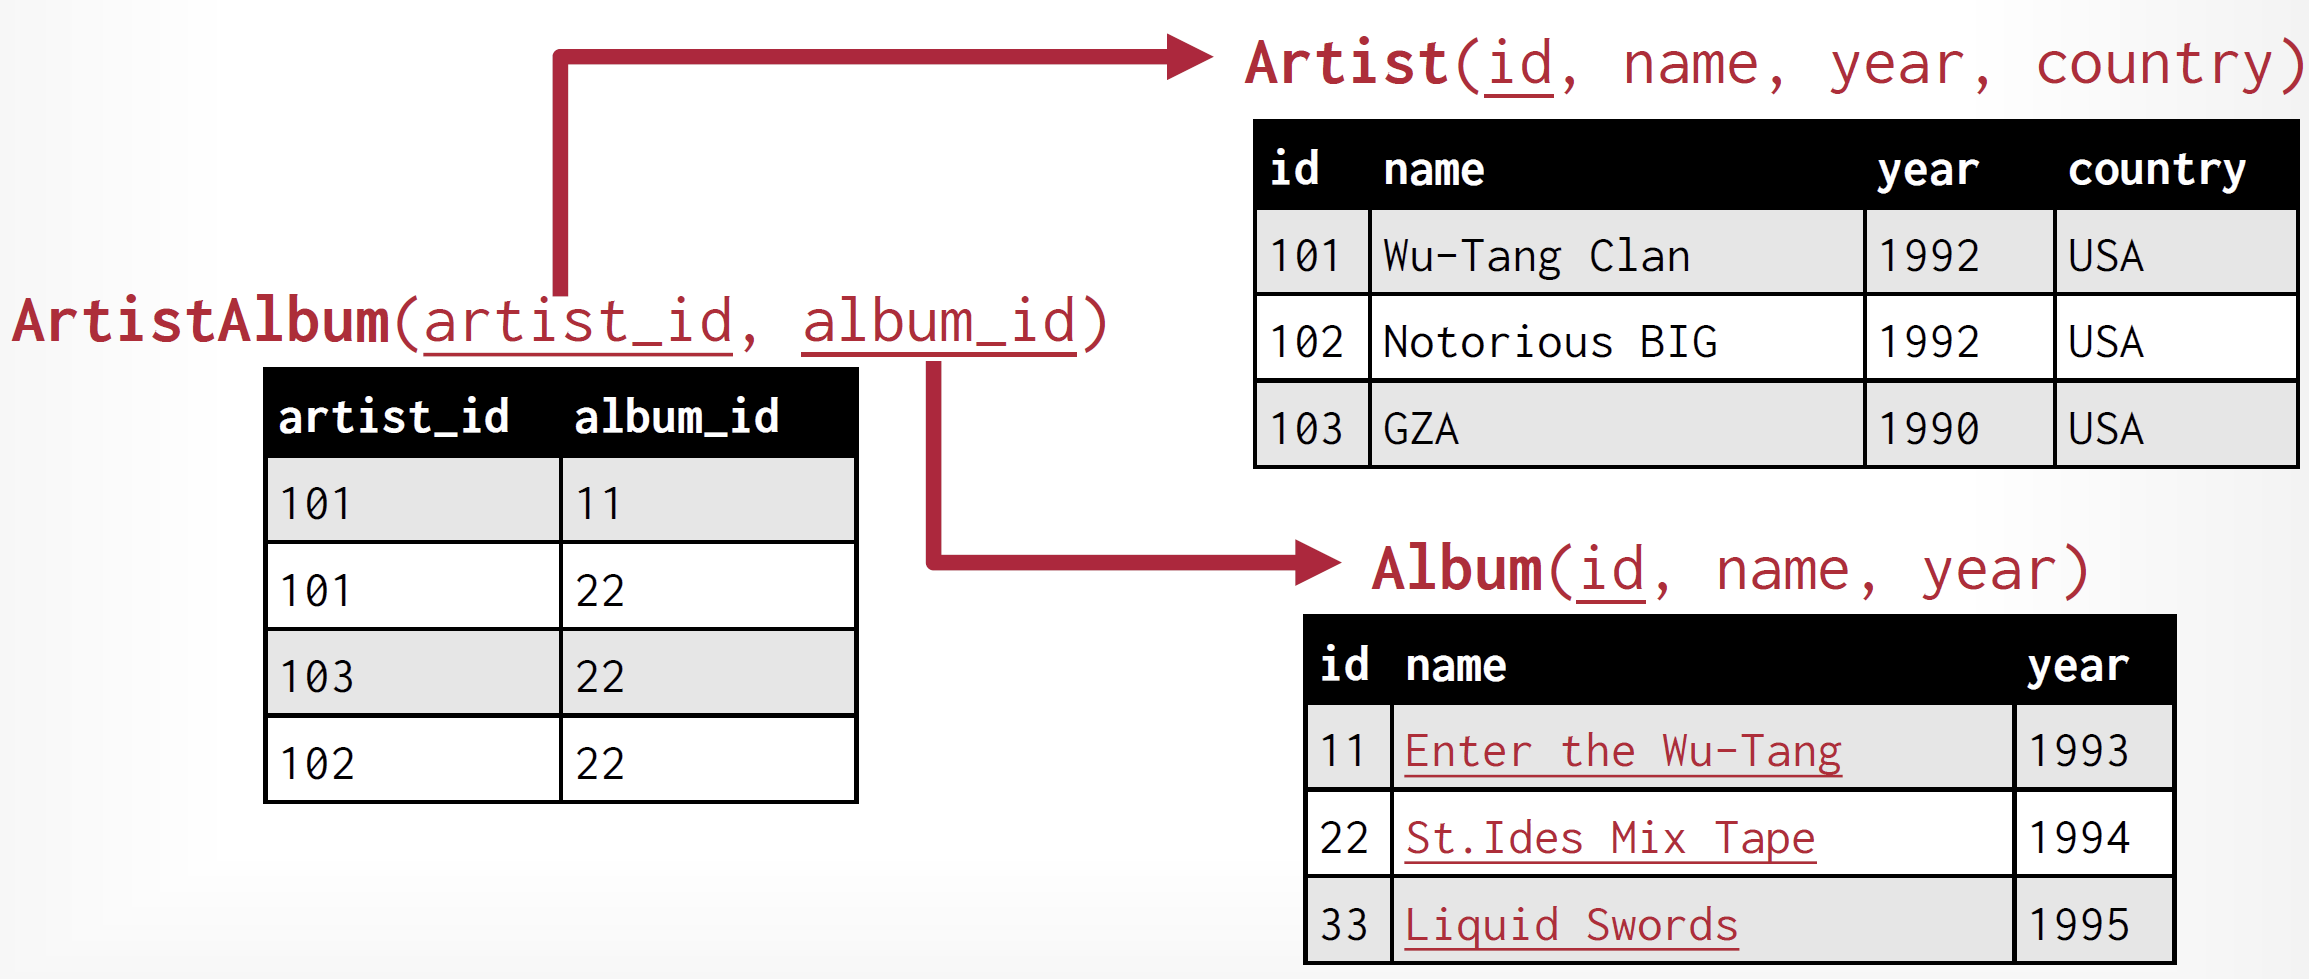 ArtistAlbum(artist_id, album_id)
artist_id album_id
101 11
101 22
103 22
102 22
Artist(id, name, year, country)
id name year country
101 Wu-Tang Clan 1992 USA
102 Notorious BIG 1992 USA
103 GZA 1990 USA
Album(id, name, year)
id name year
11 Enter the Wu-Tang 1993
22 St.Ides Mix Tape 1994
33 Liquid Swords 1995